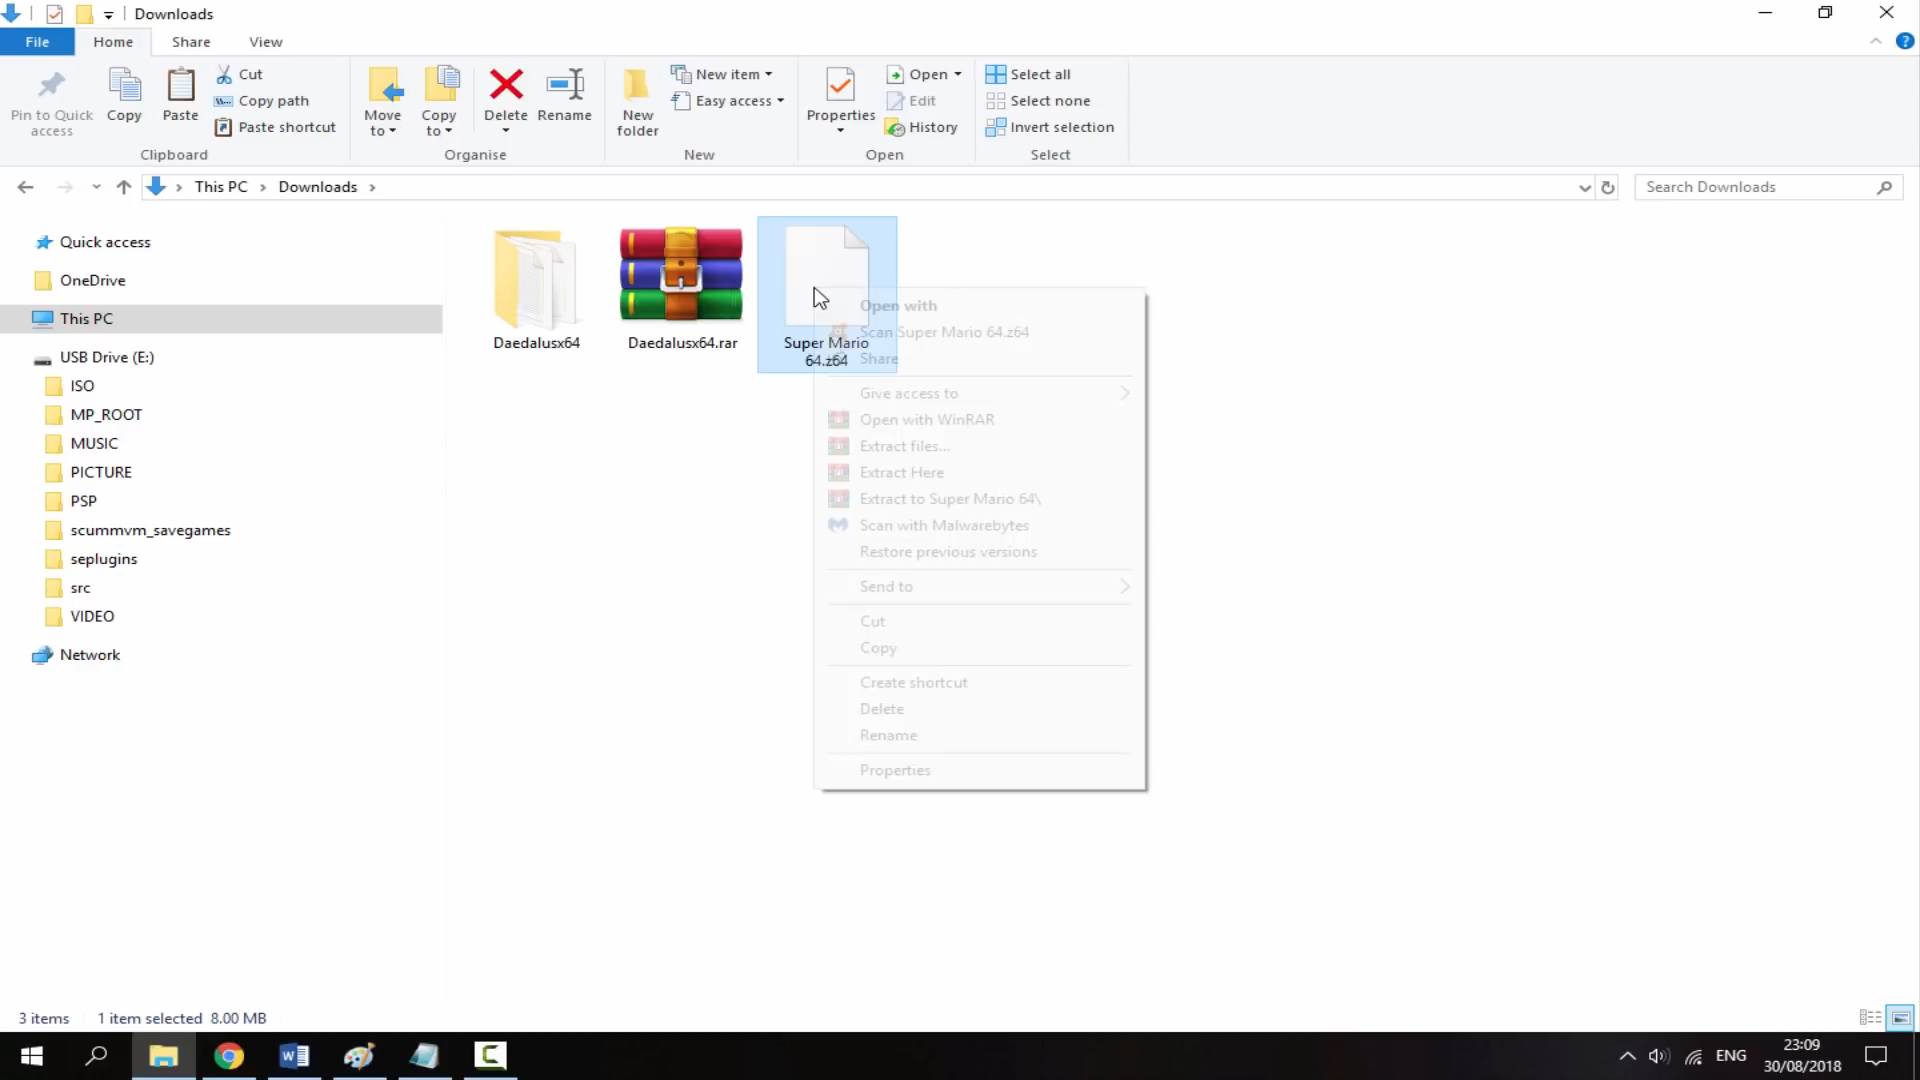 Downloads
File
Home
Share
View
Pin to Quick
access
Copy
Paste
Cut
Copy path
Paste shortcut
Clipboard
Move
to
Copy
to
Delete
Rename
Organise
New
folder
New item
Easy access
New
Properties
Open
Edit
History
Open
Select all
Select none
Invert selection
Select
This PC
Downloads
Search Downloads
Quick access
OneDrive
This PC
USB Drive (E:)
ISO
MP_ROOT
MUSIC
PICTURE
PSP
scummvm_savegames
seplugins
src
VIDEO
Network
Daedalusx64
Daedalusx64.rar
Super Mario
64.z64
Open with
Scan Super Mario 64.z64
Share
Give access to
Open with WinRAR
Extract files...
Extract Here
Extract to Super Mario 64\
Scan with Malwarebytes
Restore previous versions
Send to
Cut
Copy
Create shortcut
Delete
Rename
Properties
3 items
1 item selected 8.00 MB
ENG
23:09
30/08/2018